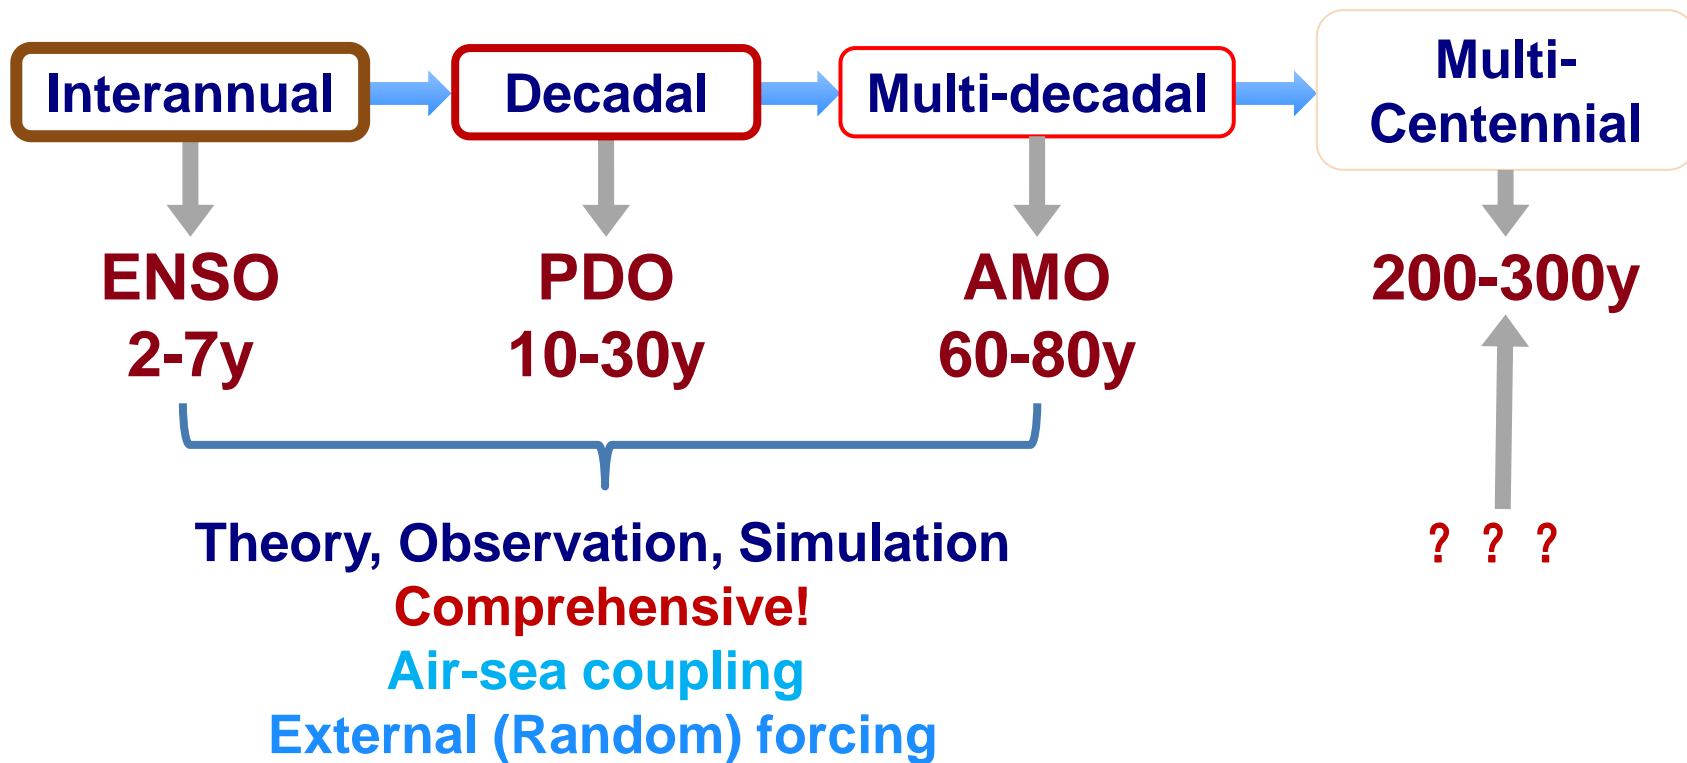 Interannual
Decadal
Multi-decadal
Multi-
Centennial
ENSO
2-7y
PDO
10-30y
AMO
60-80y
200-300y
Theory, Observation, Simulation
Comprehensive!
Air-sea coupling
External (Random) forcing
? ? ?